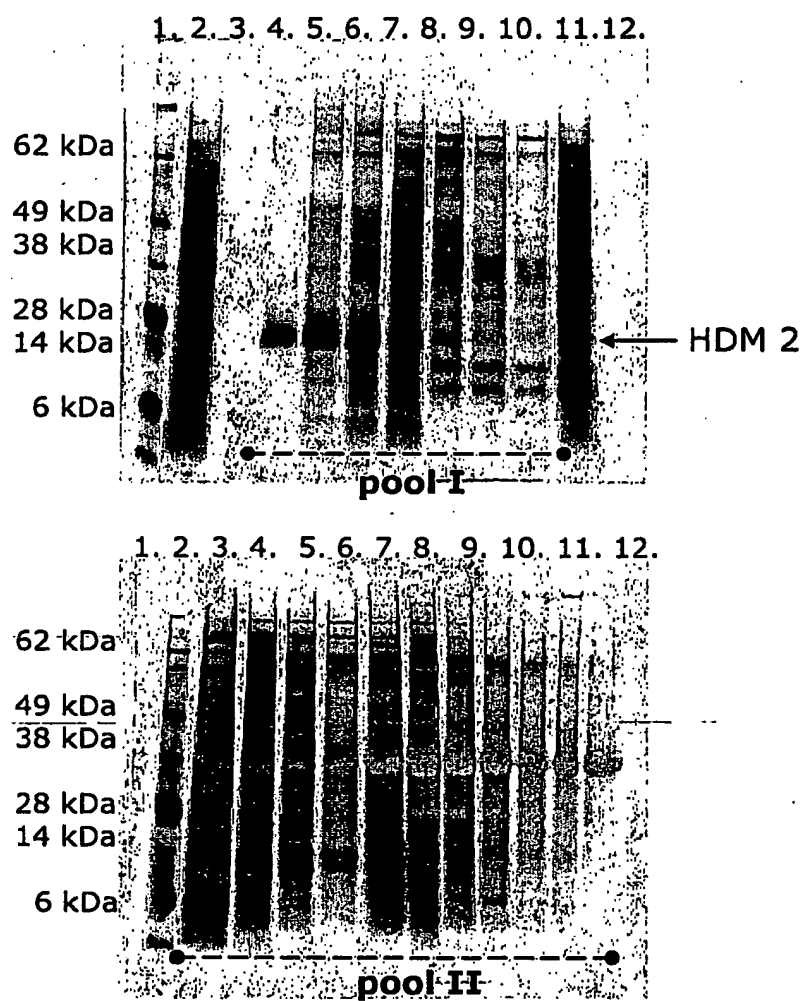 1. 2. 3. 4. 5. 6. 7. 8. 9. 10. 11.12.
62 kDa
49 kDa
38 kDa
28 kDa
14 kDa
HDM 2
6 kDa
pool I
1. 2. 3. 4. 5. 6. 7. 8. 9. 10. 11. 12.
62 kDa
49 kDa
38 kDa
28 kDa
14 kDa
6 kDa
pool II